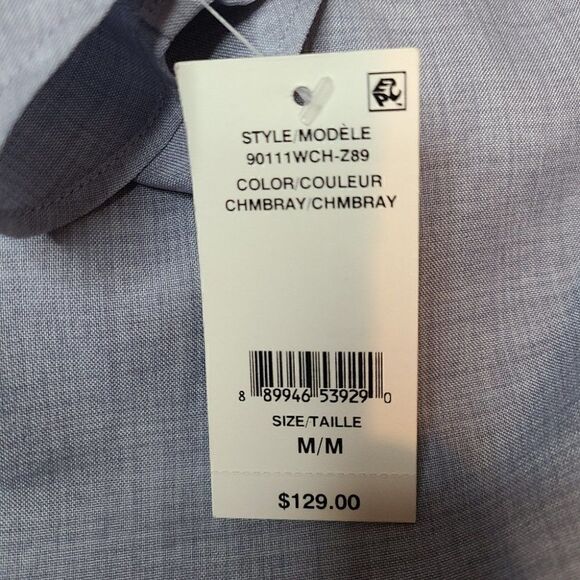 STYLE/MODÈLE
90111WCH-Z89
COLOR/COULEUR
CHMBRAY/CHMBRAY
8 89946 53929 0
SIZE/TAILLE
M/M
$129.00